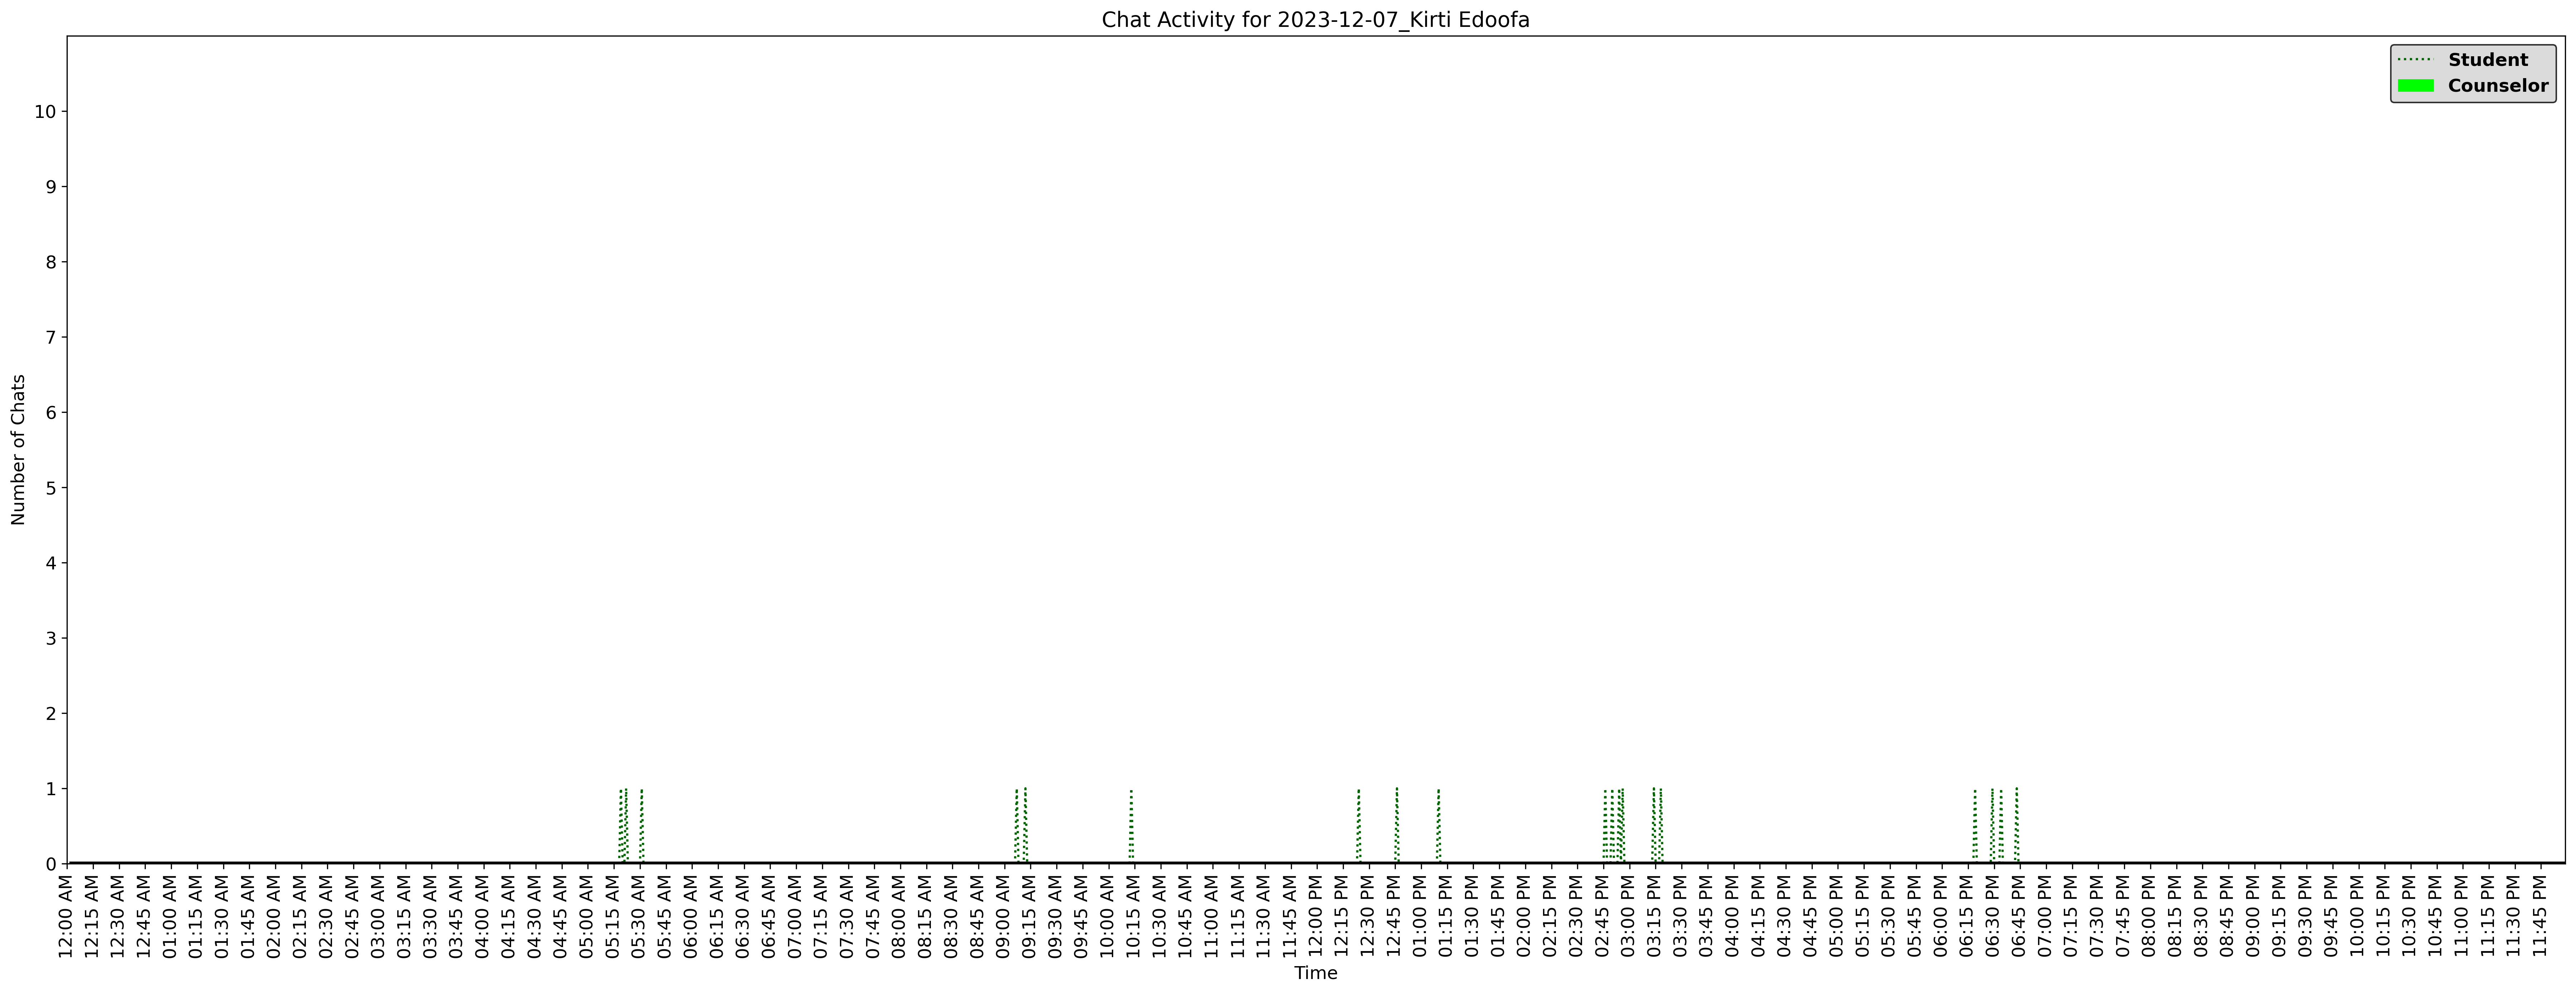 Chat Activity for 2023-12-07_Kirti Edoofa
Student
Counselor
10
9
8
7
6
5
4
3
2
1
0
Number of Chats
12:00 AM
12:15 AM
12:30 AM
12:45 AM
01:00 AM
01:15 AM
01:30 AM
01:45 AM
02:00 AM
02:15 AM
02:30 AM
02:45 AM
03:00 AM
03:15 AM
03:30 AM
03:45 AM
04:00 AM
04:15 AM
04:30 AM
04:45 AM
05:00 AM
05:15 AM
05:30 AM
05:45 AM
06:00 AM
06:15 AM
06:30 AM
06:45 AM
07:00 AM
07:15 AM
07:30 AM
07:45 AM
08:00 AM
08:15 AM
08:30 AM
08:45 AM
09:00 AM
09:15 AM
09:30 AM
09:45 AM
10:00 AM
10:15 AM
10:30 AM
10:45 AM
11:00 AM
11:15 AM
11:30 AM
11:45 AM
12:00 PM
12:15 PM
12:30 PM
12:45 PM
01:00 PM
01:15 PM
01:30 PM
01:45 PM
02:00 PM
02:15 PM
02:30 PM
02:45 PM
03:00 PM
03:15 PM
03:30 PM
03:45 PM
04:00 PM
04:15 PM
04:30 PM
04:45 PM
05:00 PM
05:15 PM
05:30 PM
05:45 PM
06:00 PM
06:15 PM
06:30 PM
06:45 PM
07:00 PM
07:15 PM
07:30 PM
07:45 PM
08:00 PM
08:15 PM
08:30 PM
08:45 PM
09:00 PM
09:15 PM
09:30 PM
09:45 PM
10:00 PM
10:15 PM
10:30 PM
10:45 PM
11:00 PM
11:15 PM
11:30 PM
11:45 PM
Time